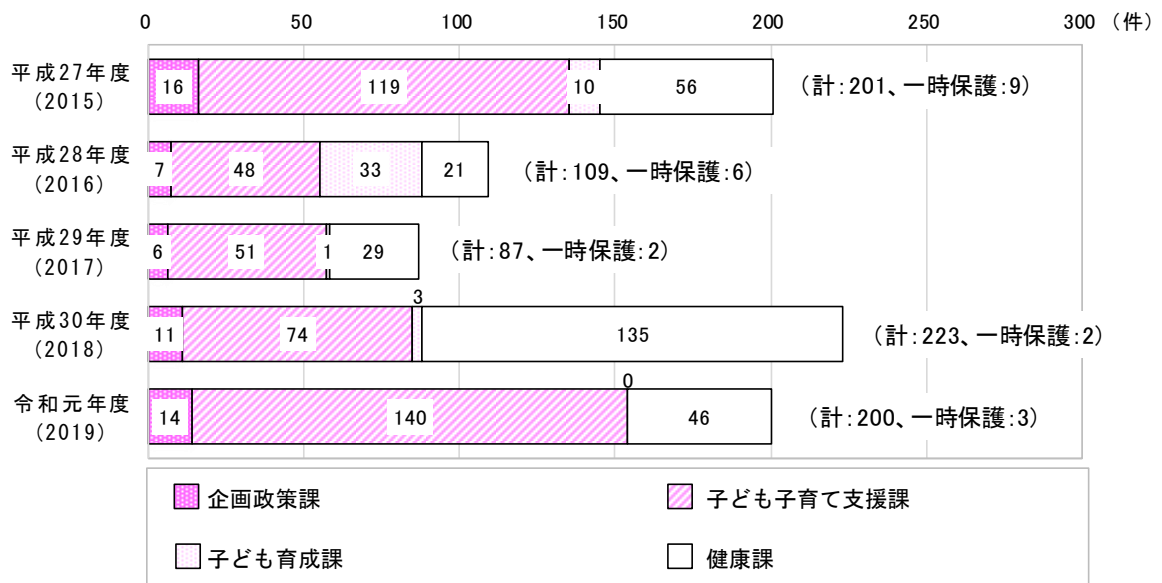 0 50 100 150 200 250 300 （件）
平成27年度
（2015）
16 119 10 56 （計：201、一時保護：9）
平成28年度
（2016）
7 48 33 21 （計：109、一時保護：6）
平成29年度
（2017）
6 51 1 29 （計：87、一時保護：2）
3
平成30年度
（2018）
11 74 135 （計：223、一時保護：2）
0
令和元年度
（2019）
14 140 46 （計：200、一時保護：3）
企画政策課 子ども子育て支援課
子ども育成課 健康課